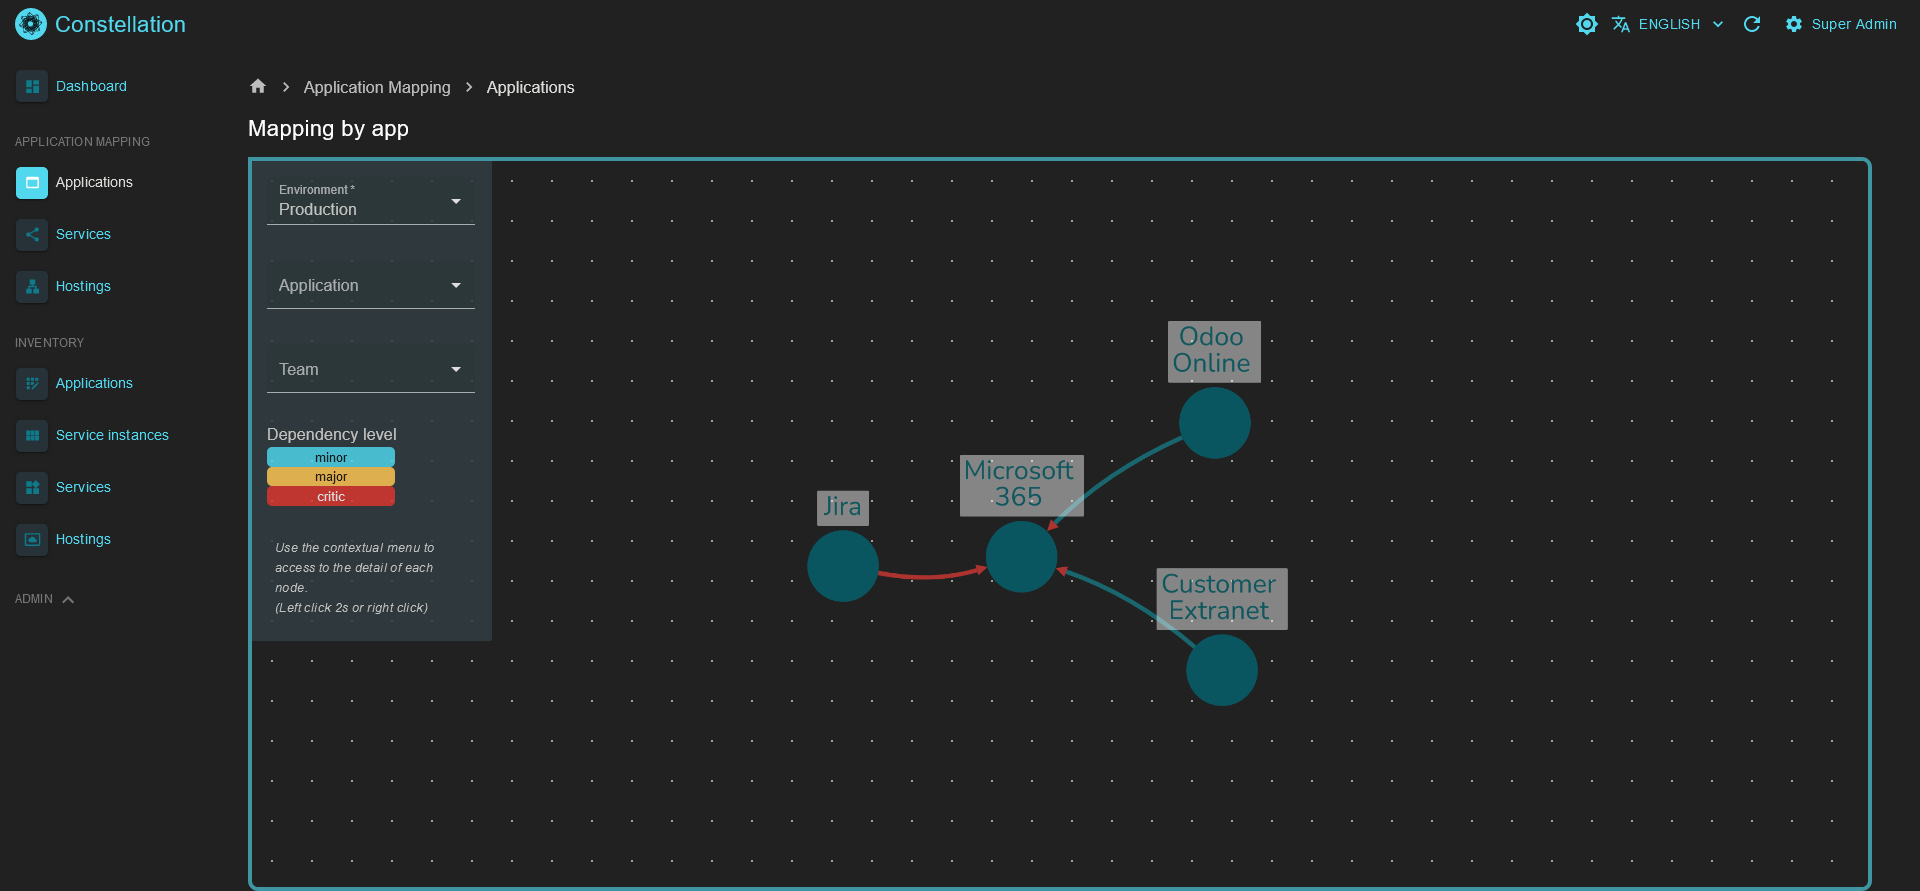 Constellation
ENGLISH
Super Admin
Dashboard
APPLICATION MAPPING
Applications
Services
Hostings
INVENTORY
Applications
Service instances
Services
Hostings
ADMIN
Application Mapping
Applications
Mapping by app
Environment *
Production
Application
Team
Dependency level
minor
major
critic
Use the contextual menu to
access to the detail of each
node.
(Left click 2s or right click)
Odoo
Online
Microsoft
365
Jira
Customer
Extranet